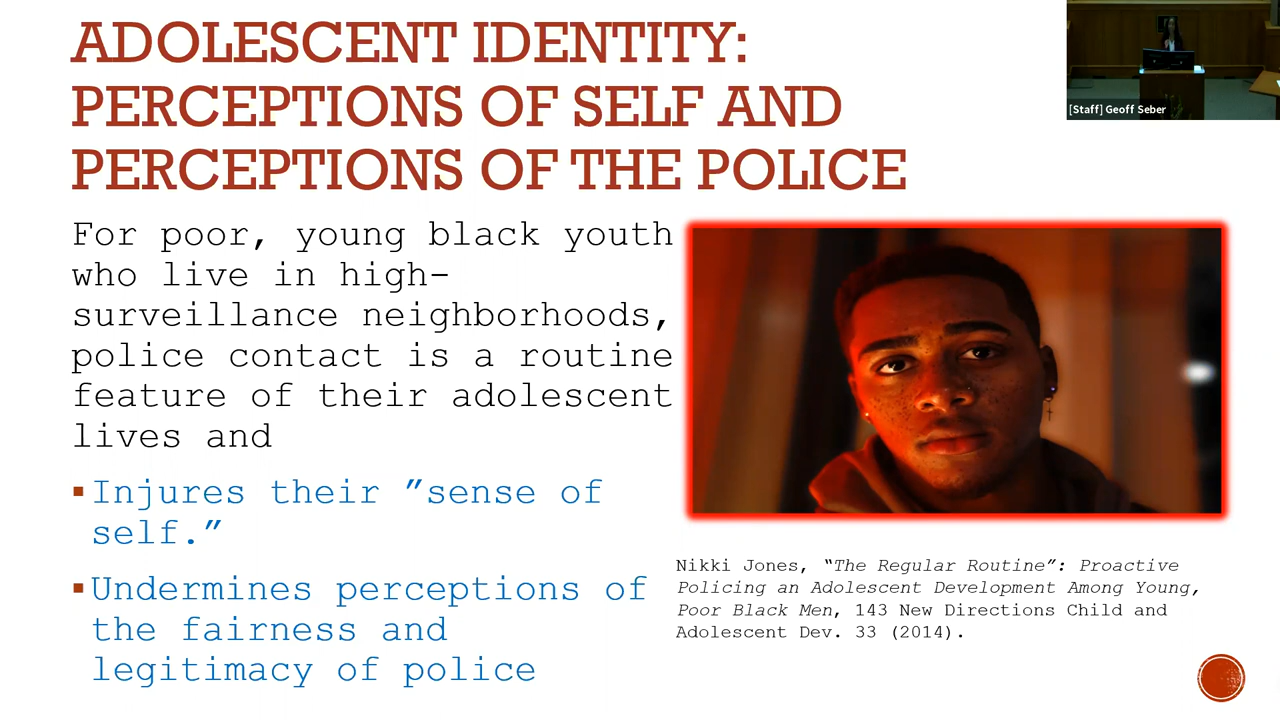 ADOLESCENT IDENTITY:
PERCEPTIONS OF SELF AND
PERCEPTIONS OF THE POLICE
[Staff] Geoff Seber
For poor, young black youth
who live in high-
surveillance neighborhoods,
police contact is a routine
feature of their adolescent
lives and
▪Injures their ”sense of
self.”
▪Undermines perceptions of
the fairness and
legitimacy of police
Nikki Jones, “The Regular Routine”: Proactive
Policing an Adolescent Development Among Young,
Poor Black Men, 143 New Directions Child and
Adolescent Dev. 33 (2014).